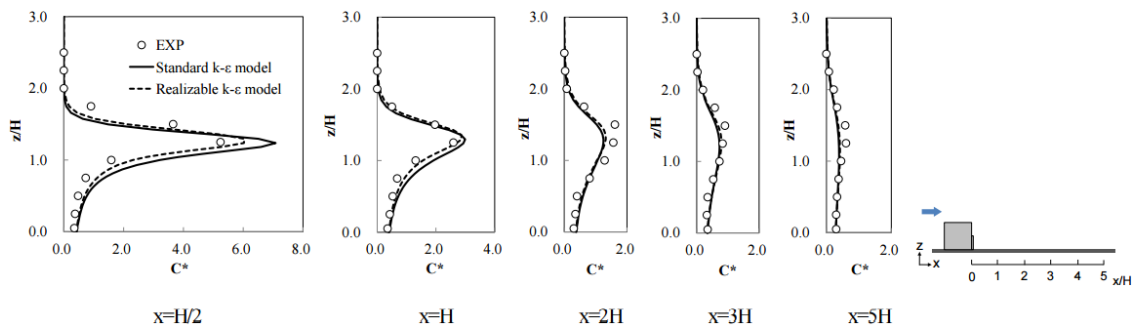 3.0
2.0
1.0
0.0
z/H
EXP
Standard k-ε model
Realizable k-ε model
0.0 2.0 4.0 6.0 8.0
C*
x=H/2
3.0
2.0
1.0
0.0
z/H
0.0 2.0 4.0
C*
x=H
3.0
2.0
1.0
0.0
z/H
0.0 2.0
C*
x=2H
3.0
2.0
1.0
0.0
z/H
0.0 2.0
C*
x=3H
3.0
2.0
1.0
0.0
z/H
0.0 2.0
C*
x=5H
z
x
0 1 2 3 4 5 x/H